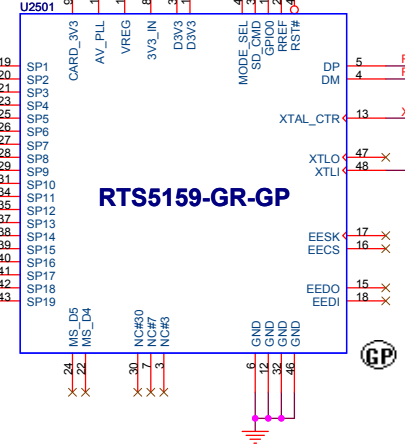 U2501
CARD_3V3
AV_PLL
VREG
3V3_IN
D3V3
D3V3
MODE_SEL
SD_CMD
GPIO0
RREF
RST#
SP1
20 SP2
21 SP3
23 SP4
25 SP5
26 SP6
27 SP7
28 SP8
29 SP9
31 SP10
34 SP11
35 SP12
37 SP13
38 SP14
39 SP15
40 SP16
41 SP17
42 SP18
43 SP19
DP 5
DM 4
XTAL_CTR 13
XTLO 47
XTLI 48
EESK 17
EECS 16
EEDO 15
EEDI 18
RTS5159-GR-GP
GP
MS_D5 24
MS_D4 22
NC#30 30
NC#7 7
NC#3 3
GND 6
GND 12
GND 32
GND 46